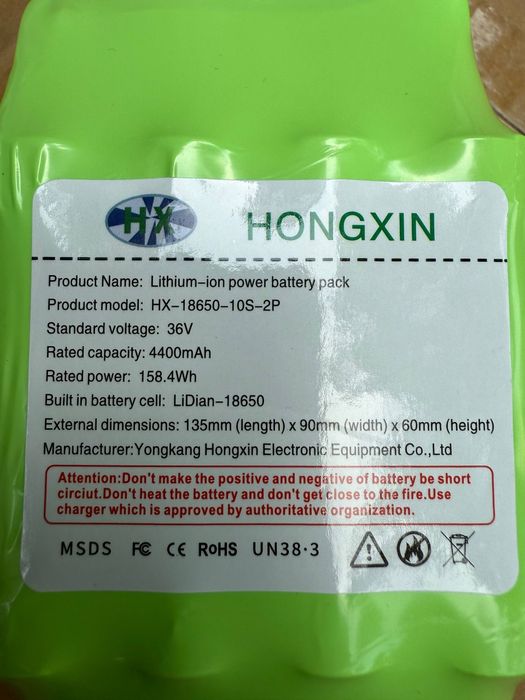 HX HONGXIN
Product Name: Lithium-ion power battery pack
Product model: HX-18650-10S-2P
Standard voltage: 36V
Rated capacity: 4400mAh
Rated power: 158.4Wh
Built in battery cell: LiDian-18650
External dimensions: 135mm (length) x 90mm (width) x 60mm (height)
Manufacturer:Yongkang Hongxin Electronic Equipment Co.,Ltd
Attention:Don't make the positive and negative of battery be short
circiut.Don't heat the battery and don't get close to the fire.Use
charger which is approved by authoritative organization.
MSDS FC CE RoHS UN38·3